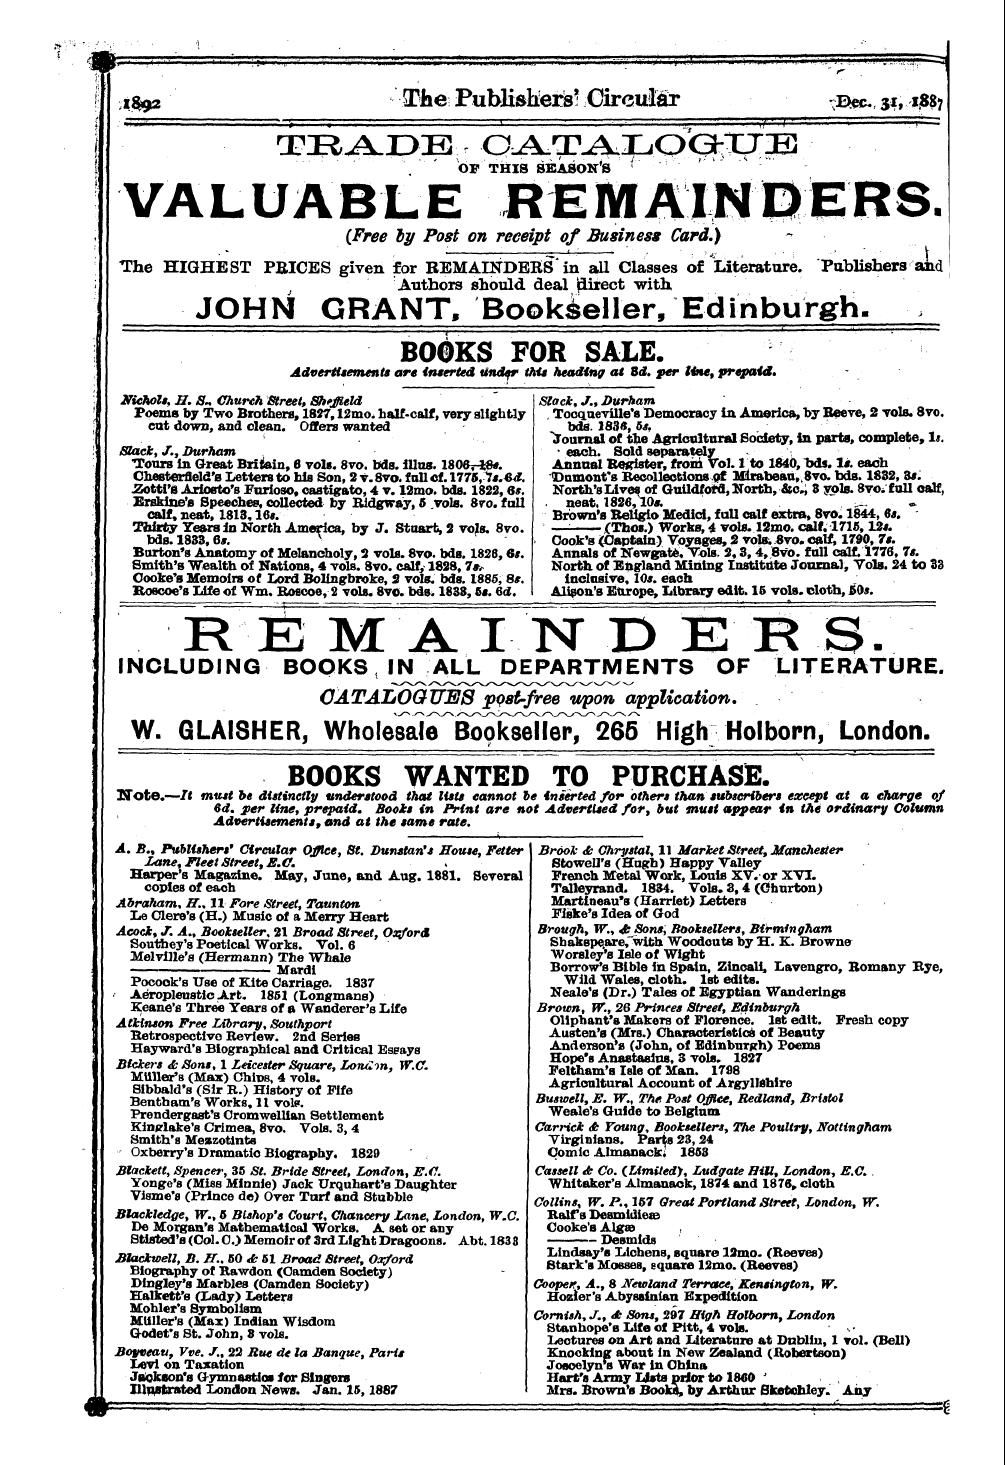 1892
The Publishers' Circular
Dec. 31, 1887
TRADE CATALOGUE
OF THIS SEASON'S
VALUABLE REMAINDERS.
(Free by Post on receipt of Business Card.)
The HIGHEST PRICES given for REMAINDERS in all Classes of Literature. Publishers and
Authors should deal direct with
JOHN GRANT, Bookseller, Edinburgh.
BOOKS FOR SALE.
Advertisements are inserted under this heading at 8d. per line, prepaid.
Nichols, H. S., Church Street, Sheffield
Poems by Two Brothers, 1827, 12mo. half-calf, very slightly
cut down, and clean. Offers wanted
Slack, J., Durham
Tours in Great Britain, 6 vols. 8vo. bds. illus. 1806, 18s.
Chesterfield's Letters to his Son, 2 v. 8vo. full cf. 1775, 7s. 6d.
Zotti's Ariosto's Furioso, castigato, 4 v. 12mo. bds. 1822, 6s.
Erskine's Speeches, collected by Ridgway, 5 vols. 8vo. full
calf, neat, 1813, 16s.
Thirty Years in North America, by J. Stuart, 2 vols. 8vo.
bds. 1833, 6s.
Burton's Anatomy of Melancholy, 2 vols. 8vo. bds. 1826, 6s.
Smith's Wealth of Nations, 4 vols. 8vo. calf, 1828, 7s.
Cooke's Memoirs of Lord Bolingbroke, 2 vols. bds. 1835, 8s.
Roscoe's Life of Wm. Roscoe, 2 vols. 8vo. bds. 1833, 5s. 6d.
Slack, J., Durham
Tocqueville's Democracy in America, by Reeve, 2 vols. 8vo.
bds. 1836, 5s.
Journal of the Agricultural Society, in parts, complete, 1s.
each. Sold separately
Annual Register, from Vol. 1 to 1840, bds. 1s. each
Dumont's Recollections of Mirabeau, 8vo. bds. 1832, 3s.
North's Lives of Guildford, North, &c., 3 vols. 8vo. full calf,
neat, 1826, 10s.
Brown's Religio Medici, full calf extra, 8vo. 1844, 6s.
——— (Thos.) Works, 4 vols. 12mo. calf, 1715, 12s.
Cook's (Captain) Voyages, 2 vols. 8vo. calf, 1790, 7s.
Annals of Newgate, Vols. 2, 3, 4, 8vo. full calf, 1776, 7s.
North of England Mining Institute Journal, Vols. 24 to 33
inclusive, 10s. each
Alison's Europe, Library edit. 15 vols. cloth, 50s.
REMAINDERS.
INCLUDING BOOKS IN ALL DEPARTMENTS OF LITERATURE.
CATALOGUES post-free upon application.
W. GLAISHER, Wholesale Bookseller, 265 High Holborn, London.
BOOKS WANTED TO PURCHASE.
Note.—It must be distinctly understood that lists cannot be inserted for others than subscribers except at a charge of
6d. per line, prepaid. Books in Print are not Advertised for, but must appear in the ordinary Column
Advertisements, and at the same rate.
A. B., Publishers' Circular Office, St. Dunstan's House, Fetter
Lane, Fleet Street, E.C.
Harper's Magazine. May, June, and Aug. 1881. Several
copies of each
Abraham, H., 11 Fore Street, Taunton
Le Clere's (H.) Music of a Merry Heart
Acock, J. A., Bookseller, 21 Broad Street, Oxford
Southey's Poetical Works. Vol. 6
Melville's (Hermann) The Whale
——— Mardi
Pocock's Use of Kite Carriage. 1837
Aeropleustic Art. 1851 (Longmans)
Keane's Three Years of a Wanderer's Life
Atkinson Free Library, Southport
Retrospective Review. 2nd Series
Hayward's Biographical and Critical Essays
Bickers & Sons, 1 Leicester Square, London, W.C.
Müller's (Max) Chips, 4 vols.
Sibbald's (Sir R.) History of Fife
Bentham's Works, 11 vols.
Prendergast's Cromwellian Settlement
Kinglake's Crimea, 8vo. Vols. 3, 4
Smith's Mezzotints
Oxberry's Dramatic Biography. 1829
Blackett, Spencer, 35 St. Bride Street, London, E.C.
Yonge's (Miss Minnie) Jack Urquhart's Daughter
Visme's (Prince de) Over Turf and Stubble
Blackledge, W., 5 Bishop's Court, Chancery Lane, London, W.C.
De Morgan's Mathematical Works. A set or any
Stisted's (Col. C.) Memoir of 3rd Light Dragoons. Abt. 1833
Blackwell, B. H., 50 & 51 Broad Street, Oxford
Biography of Rawdon (Camden Society)
Dingley's Marbles (Camden Society)
Halkett's (Lady) Letters
Mohler's Symbolism
Müller's (Max) Indian Wisdom
Godet's St. John, 3 vols.
Boyveau, Vve. J., 22 Rue de la Banque, Paris
Levi on Taxation
Jackson's Gymnastics for Singers
Illustrated London News. Jan. 15, 1887
Brook & Chrystal, 11 Market Street, Manchester
Stowell's (Hugh) Happy Valley
French Metal Work, Louis XV. or XVI.
Talleyrand. 1834. Vols. 3, 4 (Churton)
Martineau's (Harriet) Letters
Fiske's Idea of God
Brough, W., & Sons, Booksellers, Birmingham
Shakspeare, with Woodcuts by H. K. Browne
Worsley's Isle of Wight
Borrow's Bible in Spain, Zincali, Lavengro, Romany Rye,
Wild Wales, cloth. 1st edits.
Neale's (Dr.) Tales of Egyptian Wanderings
Brown, W., 26 Princes Street, Edinburgh
Oliphant's Makers of Florence. 1st edit. Fresh copy
Austen's (Mrs.) Characteristics of Beauty
Anderson's (John, of Edinburgh) Poems
Hope's Anastasius, 3 vols. 1827
Feltham's Isle of Man. 1798
Agricultural Account of Argyllshire
Buswell, E. W., The Post Office, Redland, Bristol
Weale's Guide to Belgium
Carrick & Young, Booksellers, The Poultry, Nottingham
Virginians. Parts 23, 24
Comic Almanack. 1853
Cassell & Co. (Limited), Ludgate Hill, London, E.C.
Whitaker's Almanack, 1874 and 1876, cloth
Collins, W. P., 157 Great Portland Street, London, W.
Ralf's Desmidieæ
Cooke's Algæ
——— Desmids
Lindsay's Lichens, square 12mo. (Reeves)
Stark's Mosses, square 12mo. (Reeves)
Cooper, A., 8 Newland Terrace, Kensington, W.
Hozier's Abyssinian Expedition
Cornish, J., & Sons, 297 High Holborn, London
Stanhope's Life of Pitt, 4 vols.
Lectures on Art and Literature at Dublin, 1 vol. (Bell)
Knocking about in New Zealand (Robertson)
Joscelyn's War in China
Hart's Army Lists prior to 1860
Mrs. Brown's Books, by Arthur Sketchley. Any